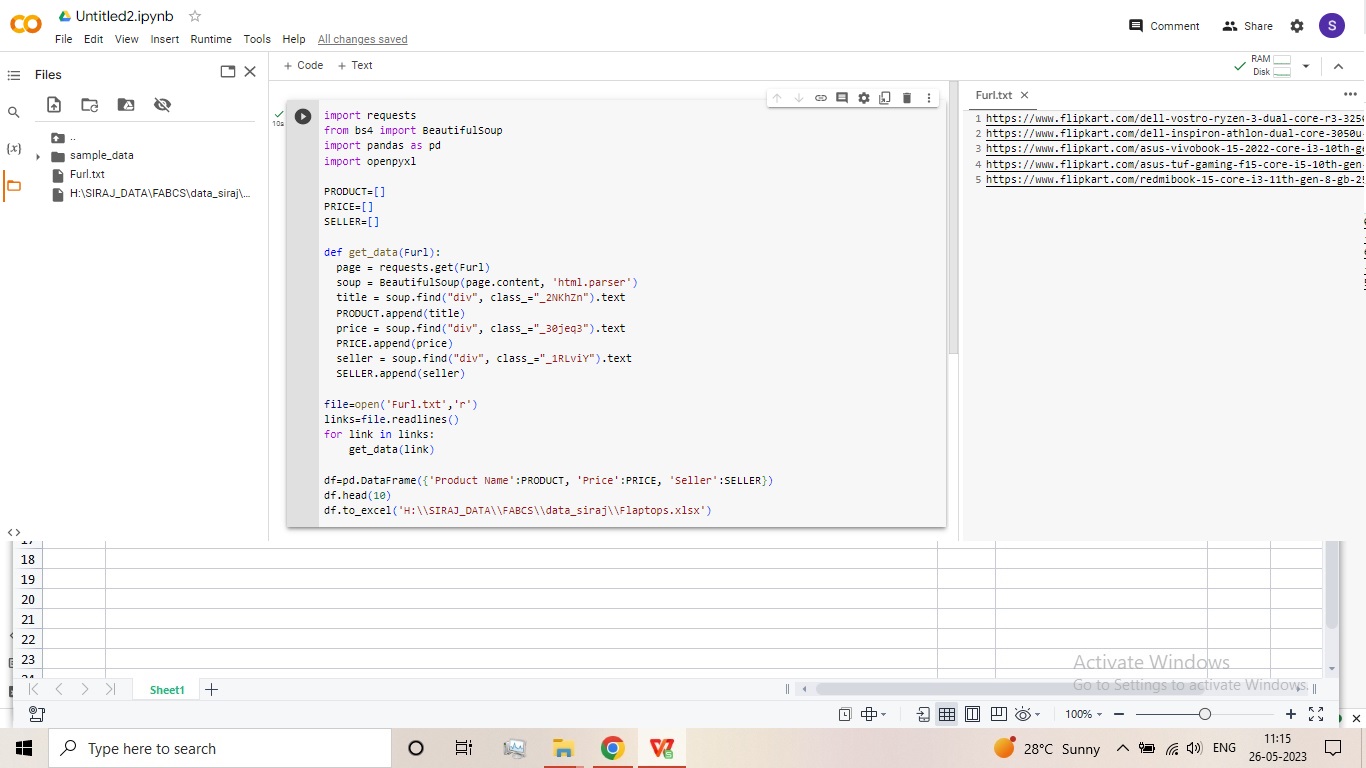 Untitled2.ipynb
File Edit View Insert Runtime Tools Help All changes saved
Comment Share S
Files
+ Code + Text
RAM
Disk
..
sample_data
Furl.txt
H:\SIRAJ_DATA\FABCS\data_siraj\...
10s
import requests
from bs4 import BeautifulSoup
import pandas as pd
import openpyxl
PRODUCT=[]
PRICE=[]
SELLER=[]
def get_data(Furl):
page = requests.get(Furl)
soup = BeautifulSoup(page.content, 'html.parser')
title = soup.find("div", class_="_2NKhZn").text
PRODUCT.append(title)
price = soup.find("div", class_="_30jeq3").text
PRICE.append(price)
seller = soup.find("div", class_="_1RLviY").text
SELLER.append(seller)
file=open('Furl.txt','r')
links=file.readlines()
for link in links:
get_data(link)
df=pd.DataFrame({'Product Name':PRODUCT, 'Price':PRICE, 'Seller':SELLER})
df.head(10)
df.to_excel('H:\\SIRAJ_DATA\\FABCS\\data_siraj\\Flaptops.xlsx')
Furl.txt
1 https://www.flipkart.com/dell-vostro-ryzen-3-dual-core-r3-325
2 https://www.flipkart.com/dell-inspiron-athlon-dual-core-3050u
3 https://www.flipkart.com/asus-vivobook-15-2022-core-i3-10th-g
4 https://www.flipkart.com/asus-tuf-gaming-f15-core-i5-10th-gen
5 https://www.flipkart.com/redmibook-15-core-i3-11th-gen-8-gb-2
18
19
20
21
22
23
Activate Windows
Go to Settings to activate Windows.
Sheet1
100%
Type here to search
28°C Sunny
ENG
11:15
26-05-2023